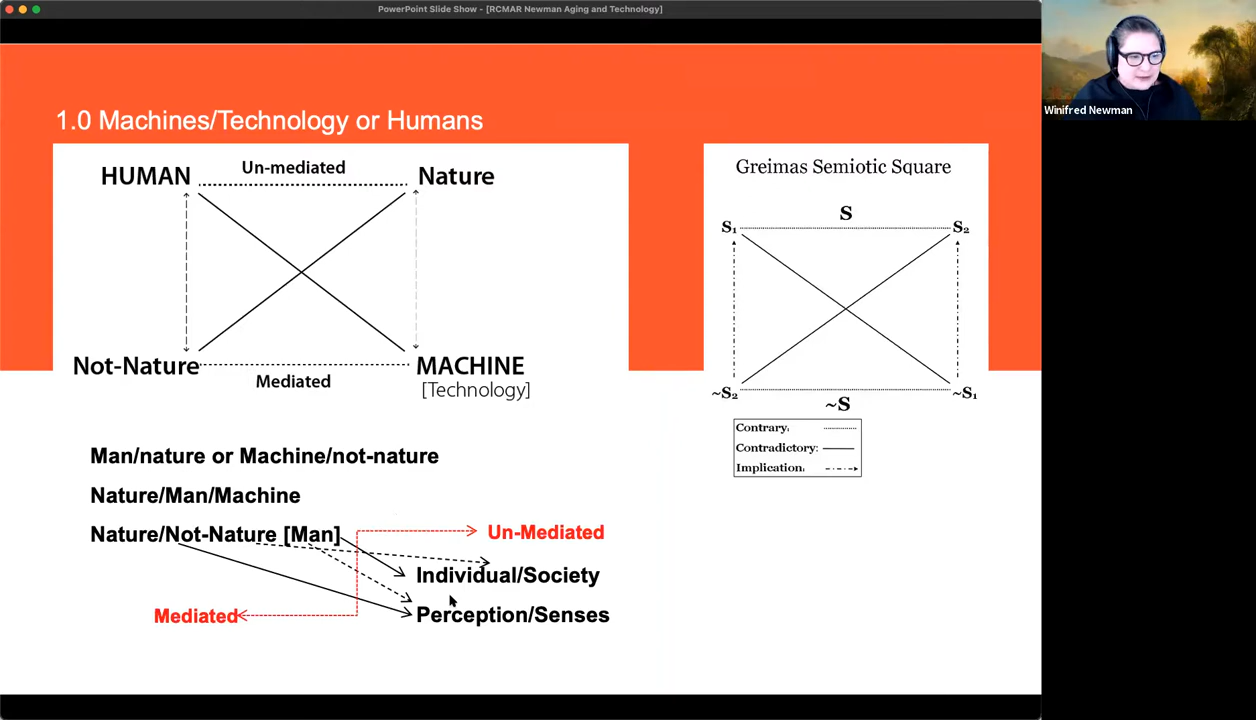 PowerPoint Slide Show - [RCMAR Newman Aging and Technology]
Winifred Newman
1.0 Machines/Technology or Humans
HUMAN Un-mediated Nature
Not-Nature Mediated MACHINE
[Technology]
Greimas Semiotic Square
S
S₁ S₂
~S₂ ~S₁
~S
Contrary:
Contradictory:
Implication:
Man/nature or Machine/not-nature
Nature/Man/Machine
Nature/Not-Nature [Man]
Un-Mediated
Individual/Society
Mediated
Perception/Senses